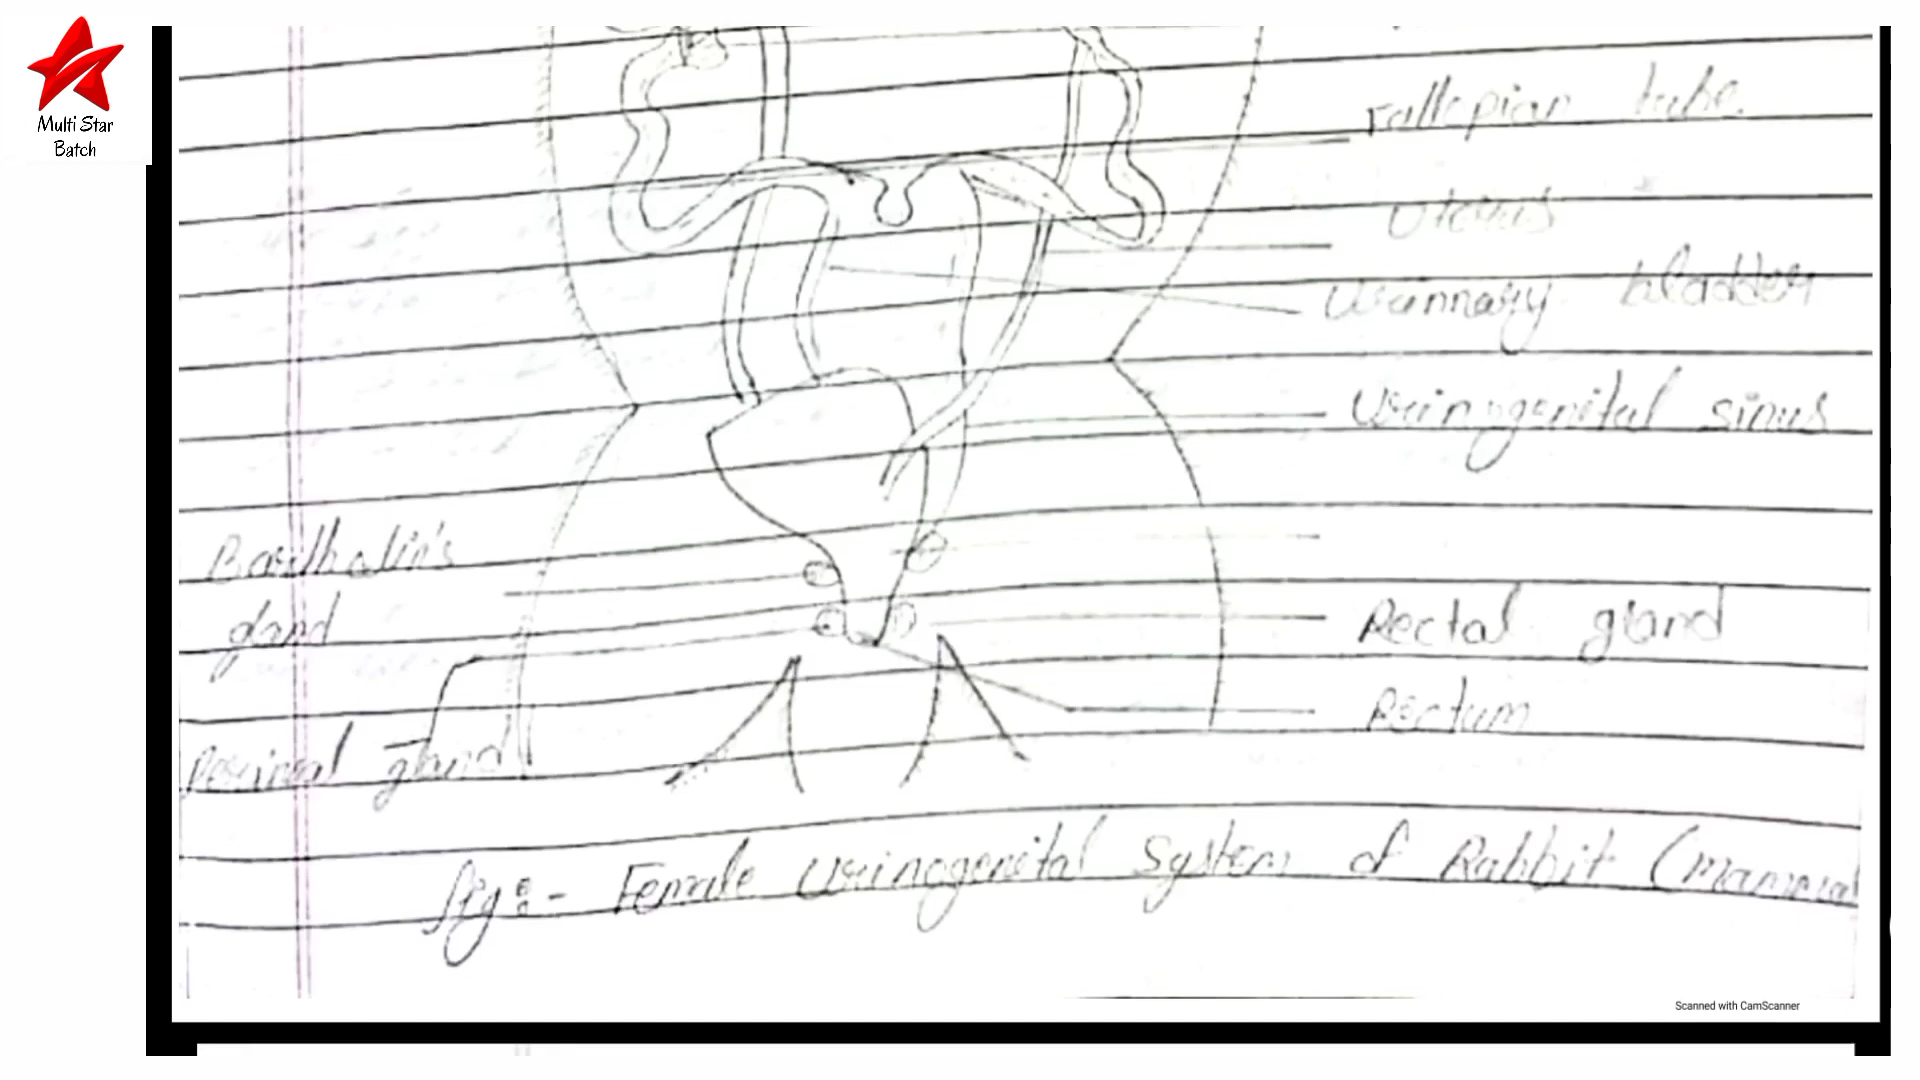 Multi Star
Batch
Fallopian tube
Uterus
Urinnary bladder
Urinogenital sinus
Bartholin's
gland
Rectal gland
Rectum
Perineal gland
fig:- Female Urinogenital System of Rabbit (mammal
Scanned with CamScanner